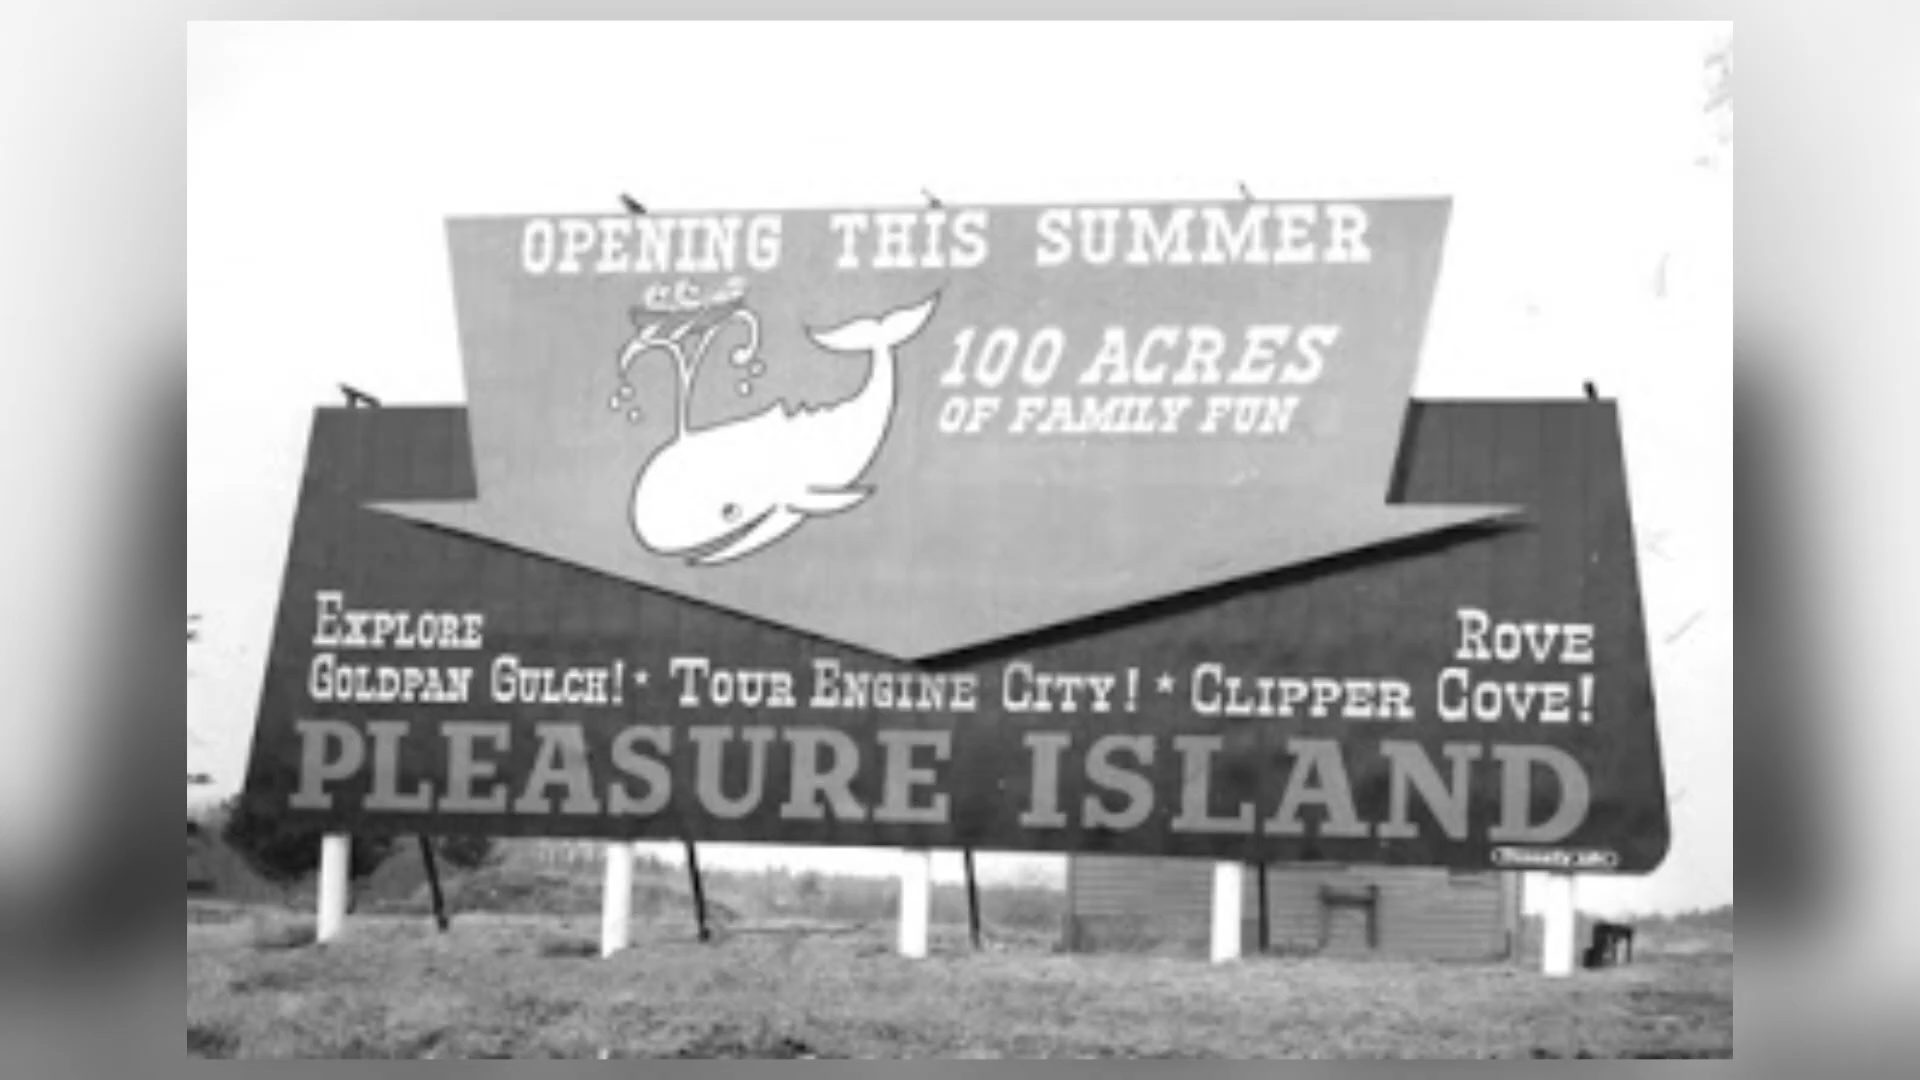 OPENING THIS SUMMER
100 ACRES
OF FAMILY FUN
EXPLORE
GOLDPAN GULCH! * TOUR ENGINE CITY! * 
ROVE
CLIPPER COVE!
PLEASURE ISLAND